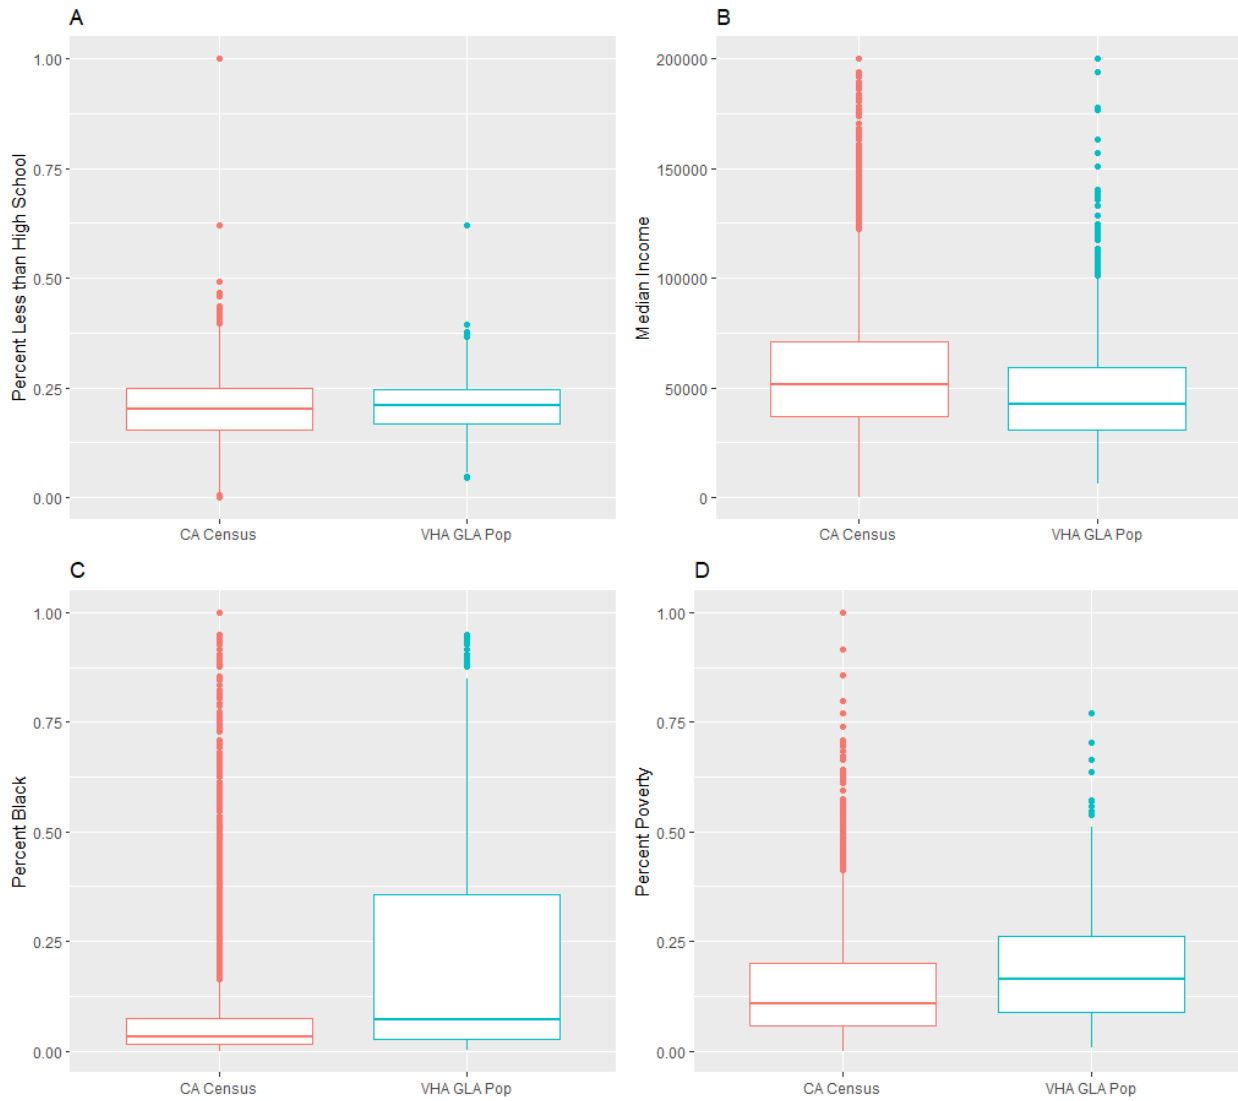 A
Percent Less than High School
1.00
0.75
0.50
0.25
0.00
CA Census
VHA GLA Pop
B
Median Income
200000
150000
100000
50000
0
CA Census
VHA GLA Pop
C
Percent Black
1.00
0.75
0.50
0.25
0.00
CA Census
VHA GLA Pop
D
Percent Poverty
1.00
0.75
0.50
0.25
0.00
CA Census
VHA GLA Pop